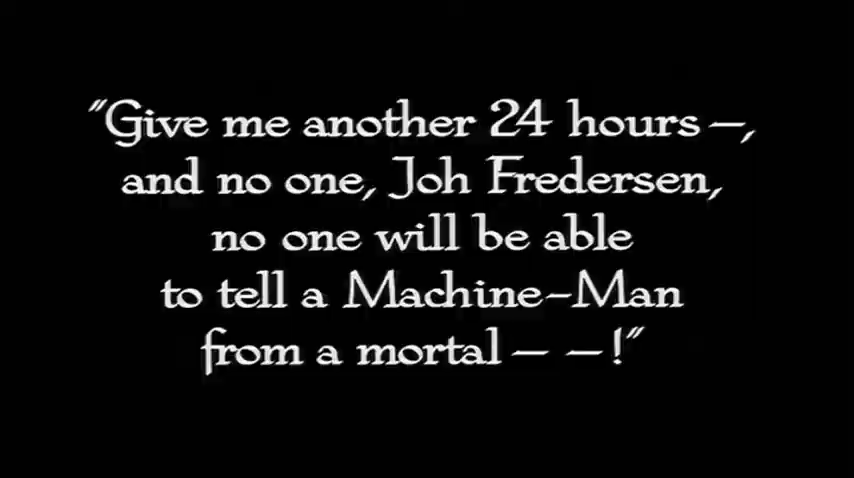 "Give me another 24 hours —,
and no one, Joh Fredersen,
no one will be able
to tell a Machine-Man
from a mortal — — !"